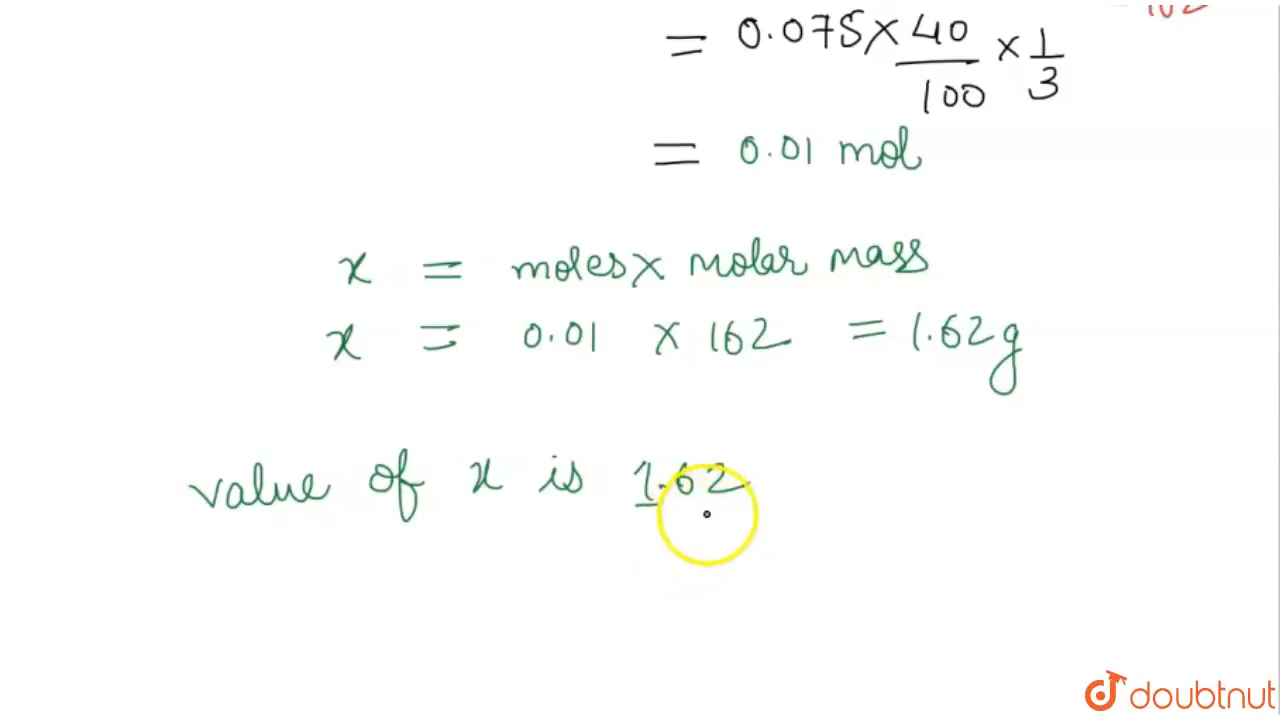 162
= 0.075 × 40/100 × 1/3
= 0.01 mol
x = moles × molar mass
x = 0.01 × 162 = 1.62g
value of x is 1.62
doubtnut